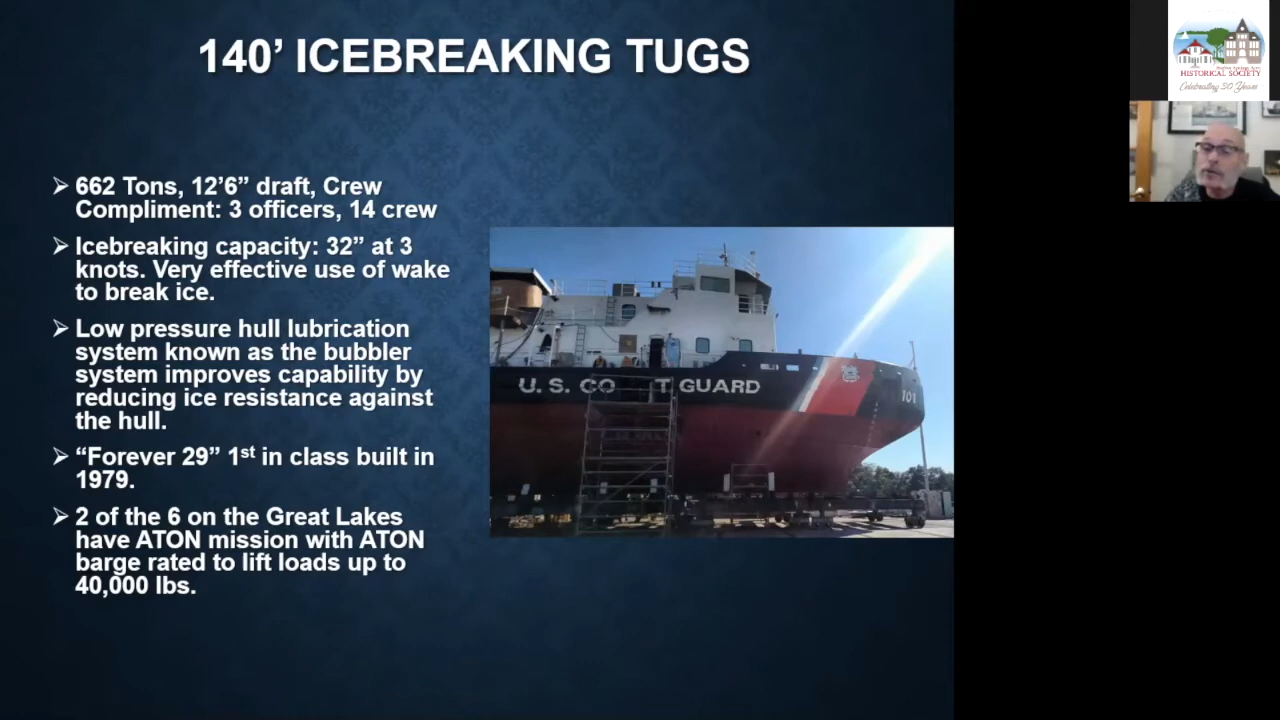 140’ ICEBREAKING TUGS
➢ 662 Tons, 12’6” draft, Crew
Compliment: 3 officers, 14 crew
➢ Icebreaking capacity: 32” at 3
knots. Very effective use of wake
to break ice.
➢ Low pressure hull lubrication
system known as the bubbler
system improves capability by
reducing ice resistance against
the hull.
➢ “Forever 29” 1st in class built in
1979.
➢ 2 of the 6 on the Great Lakes
have ATON mission with ATON
barge rated to lift loads up to
40,000 lbs.
U. S. CO T GUARD
101
HISTORICAL SOCIETY
Celebrating 50 Years